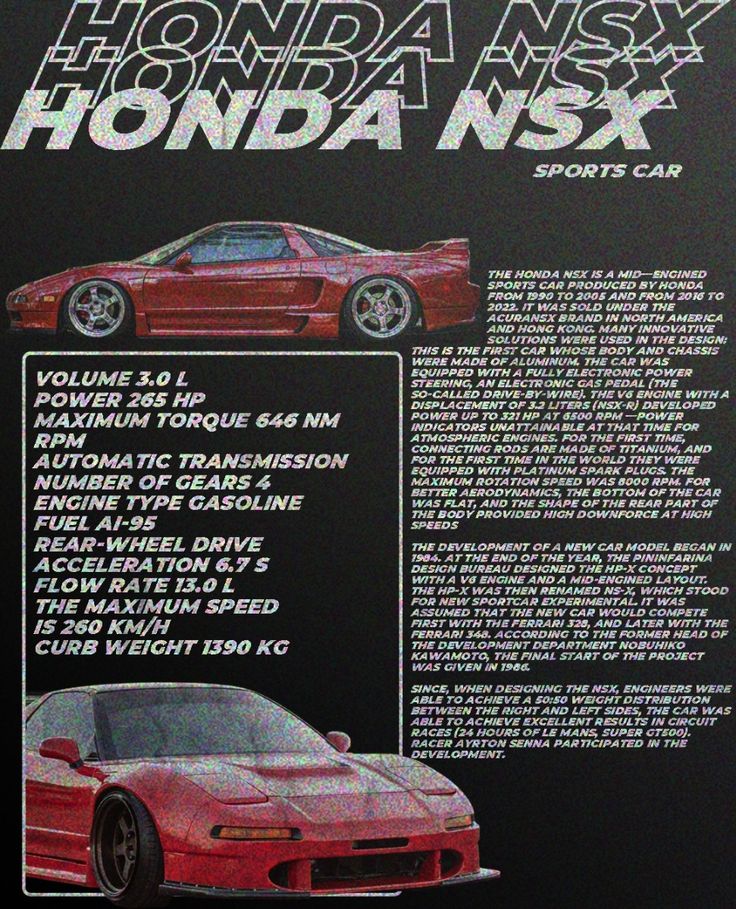 HONDA NSX
HONDA NSX
HONDA NSX
SPORTS CAR
THE HONDA NSX IS A MID—ENGINED
SPORTS CAR PRODUCED BY HONDA
FROM 1990 TO 2005 AND FROM 2016 TO
2022. IT WAS SOLD UNDER THE
ACURANSX BRAND IN NORTH AMERICA
AND HONG KONG. MANY INNOVATIVE
SOLUTIONS WERE USED IN THE DESIGN:
THIS IS THE FIRST CAR WHOSE BODY AND CHASSIS
WERE MADE OF ALUMINUM. THE CAR WAS
EQUIPPED WITH A FULLY ELECTRONIC POWER
STEERING, AN ELECTRONIC GAS PEDAL (THE
SO-CALLED DRIVE-BY-WIRE). THE V6 ENGINE WITH A
DISPLACEMENT OF 3.2 LITERS (NSX-R) DEVELOPED
POWER UP TO 321 HP AT 6500 RPM —POWER
INDICATORS UNATTAINABLE AT THAT TIME FOR
ATMOSPHERIC ENGINES. FOR THE FIRST TIME,
CONNECTING RODS ARE MADE OF TITANIUM, AND
FOR THE FIRST TIME IN THE WORLD THEY WERE
EQUIPPED WITH PLATINUM SPARK PLUGS. THE
MAXIMUM ROTATION SPEED WAS 8000 RPM. FOR
BETTER AERODYNAMICS, THE BOTTOM OF THE CAR
WAS FLAT, AND THE SHAPE OF THE REAR PART OF
THE BODY PROVIDED HIGH DOWNFORCE AT HIGH
SPEEDS
THE DEVELOPMENT OF A NEW CAR MODEL BEGAN IN
1984. AT THE END OF THE YEAR, THE PININFARINA
DESIGN BUREAU DESIGNED THE HP-X CONCEPT
WITH A V6 ENGINE AND A MID-ENGINED LAYOUT.
THE HP-X WAS THEN RENAMED NS-X, WHICH STOOD
FOR NEW SPORTCAR EXPERIMENTAL. IT WAS
ASSUMED THAT THE NEW CAR WOULD COMPETE
FIRST WITH THE FERRARI 328, AND LATER WITH THE
FERRARI 348. ACCORDING TO THE FORMER HEAD OF
THE DEVELOPMENT DEPARTMENT NOBUHIKO
KAWAMOTO, THE FINAL START OF THE PROJECT
WAS GIVEN IN 1986.
SINCE, WHEN DESIGNING THE NSX, ENGINEERS WERE
ABLE TO ACHIEVE A 50:50 WEIGHT DISTRIBUTION
BETWEEN THE RIGHT AND LEFT SIDES, THE CAR WAS
ABLE TO ACHIEVE EXCELLENT RESULTS IN CIRCUIT
RACES (24 HOURS OF LE MANS, SUPER GT500).
RACER AYRTON SENNA PARTICIPATED IN THE
DEVELOPMENT.
VOLUME 3.0 L
POWER 265 HP
MAXIMUM TORQUE 646 NM
RPM
AUTOMATIC TRANSMISSION
NUMBER OF GEARS 4
ENGINE TYPE GASOLINE
FUEL AI-95
REAR-WHEEL DRIVE
ACCELERATION 6.7 S
FLOW RATE 13.0 L
THE MAXIMUM SPEED
IS 260 KM/H
CURB WEIGHT 1390 KG